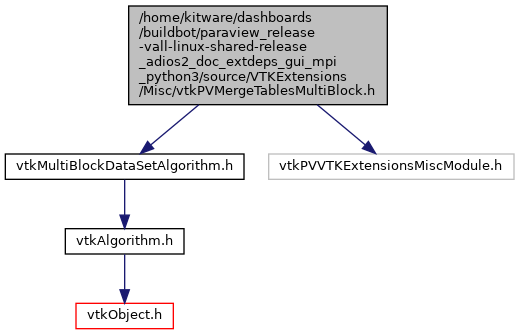 /home/kitware/dashboards
/buildbot/paraview_release
-vall-linux-shared-release
_adios2_doc_extdeps_gui_mpi
_python3/source/VTKExtensions
/Misc/vtkPVMergeTablesMultiBlock.h
vtkMultiBlockDataSetAlgorithm.h
vtkPVVTKExtensionsMiscModule.h
vtkAlgorithm.h
vtkObject.h